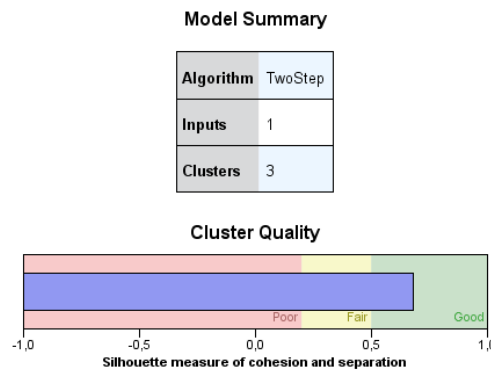 Model Summary
Algorithm TwoStep
Inputs 1
Clusters 3
Cluster Quality
Poor Fair Good
-1,0 -0,5 0,0 0,5 1,0
Silhouette measure of cohesion and separation